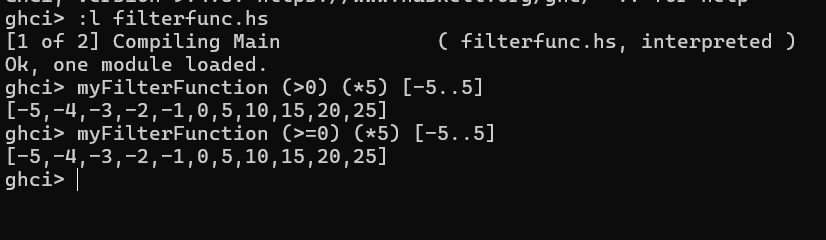 ghci> :l filterfunc.hs
[1 of 2] Compiling Main             ( filterfunc.hs, interpreted )
Ok, one module loaded.
ghci> myFilterFunction (>0) (*5) [-5..5]
[-5,-4,-3,-2,-1,0,5,10,15,20,25]
ghci> myFilterFunction (>=0) (*5) [-5..5]
[-5,-4,-3,-2,-1,0,5,10,15,20,25]
ghci>